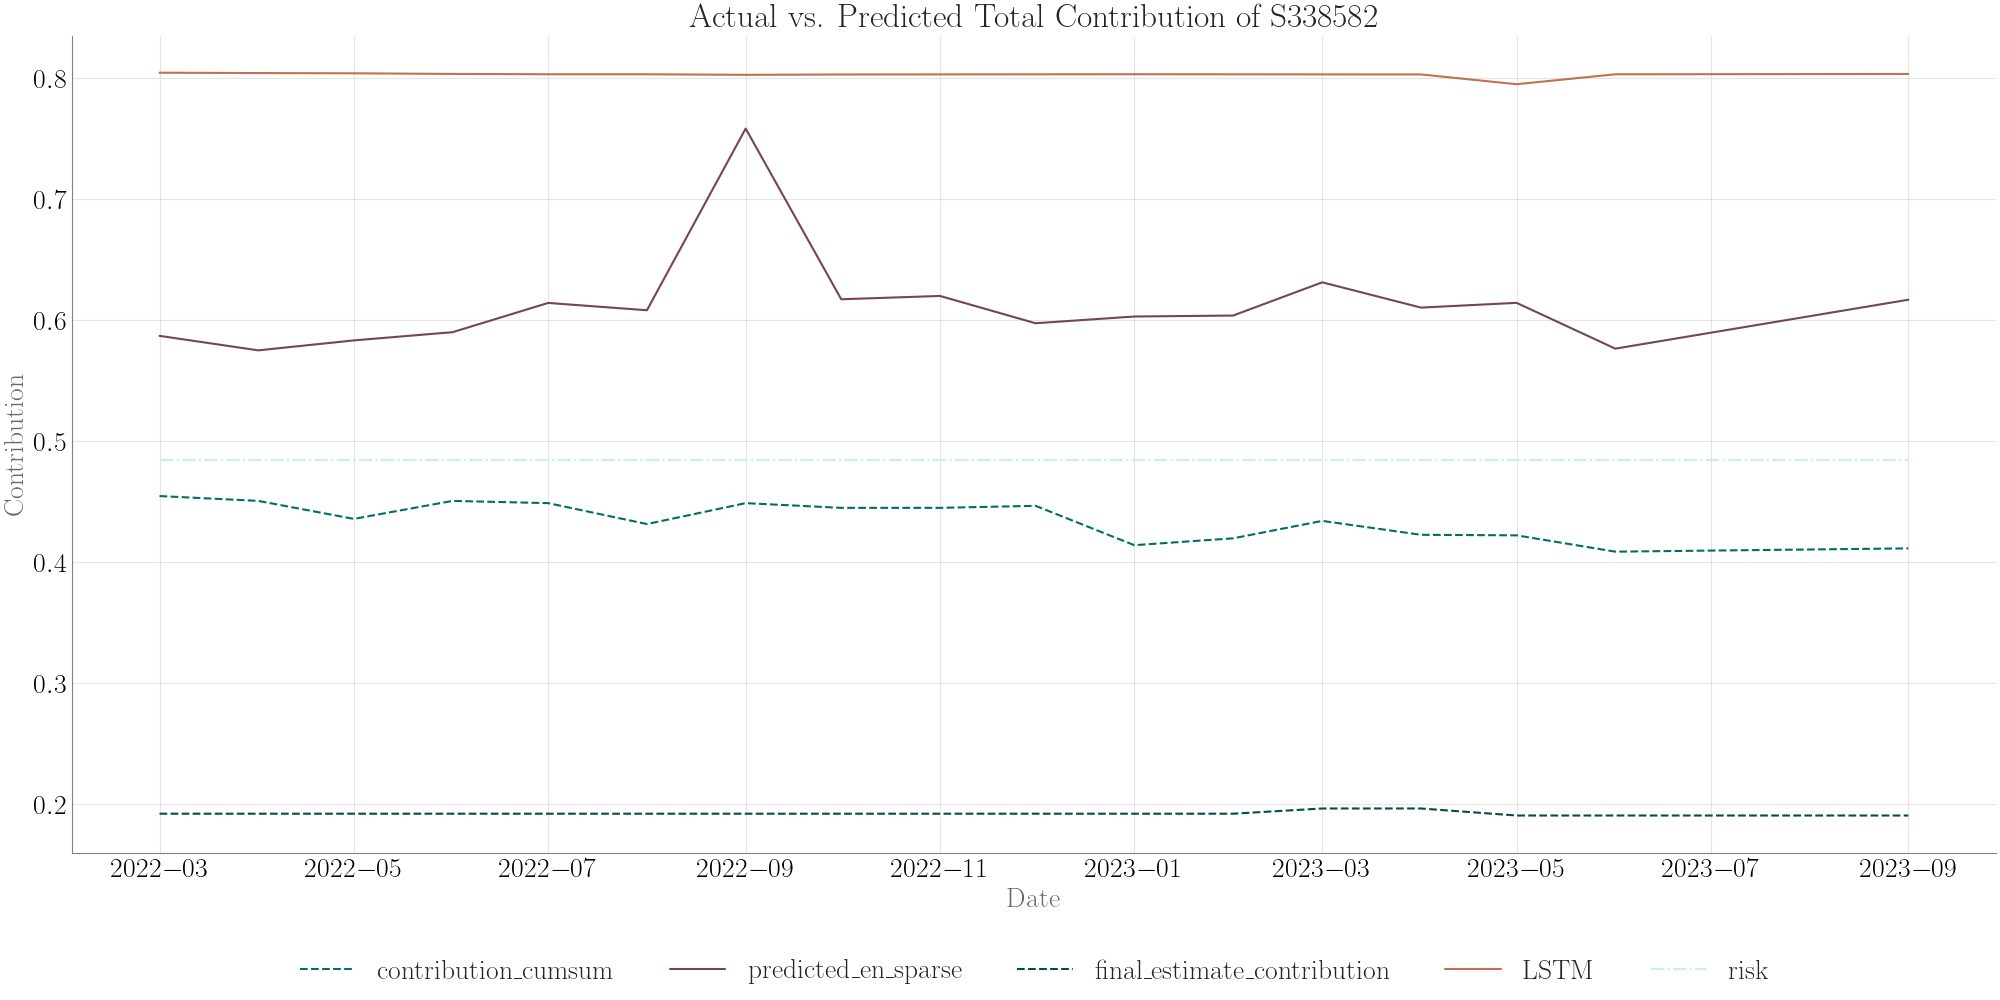 Actual vs. Predicted Total Contribution of S338582
Contribution
0.8
0.7
0.6
0.5
0.4
0.3
0.2
2022−03 2022−05 2022−07 2022−09 2022−11 2023−01 2023−03 2023−05 2023−07 2023−09
Date
contribution_cumsum predicted_en_sparse final_estimate_contribution LSTM risk